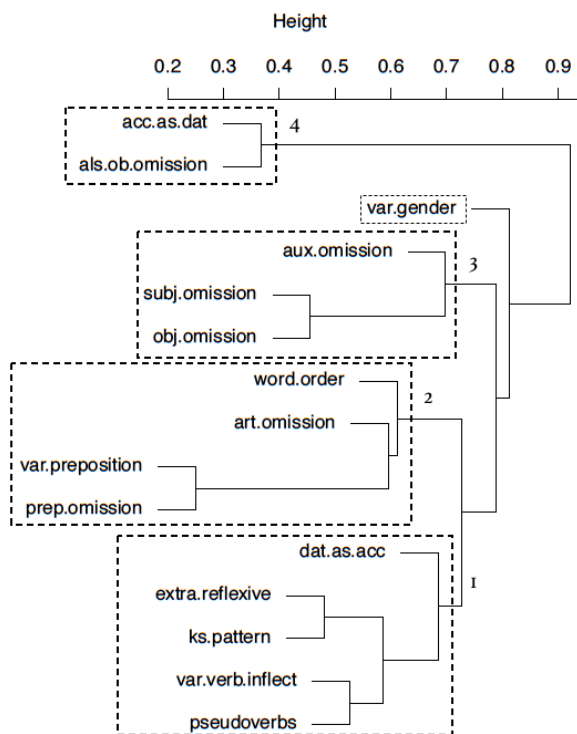 Height
0.2 0.3 0.4 0.5 0.6 0.7 0.8 0.9
acc.as.dat
4
als.ob.omission
var.gender
aux.omission
3
subj.omission
obj.omission
word.order
2
art.omission
var.preposition
prep.omission
dat.as.acc
1
extra.reflexive
ks.pattern
var.verb.inflect
pseudoverbs